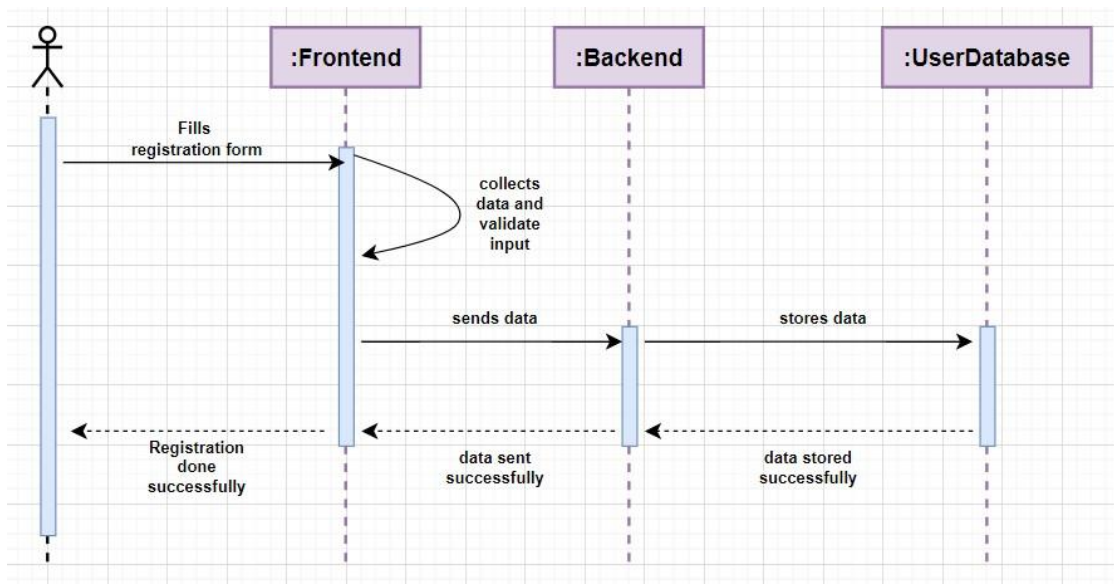 :Frontend
:Backend
:UserDatabase
Fills
registration form
collects
data and
validate
input
sends data
stores data
Registration
done
successfully
data sent
successfully
data stored
successfully